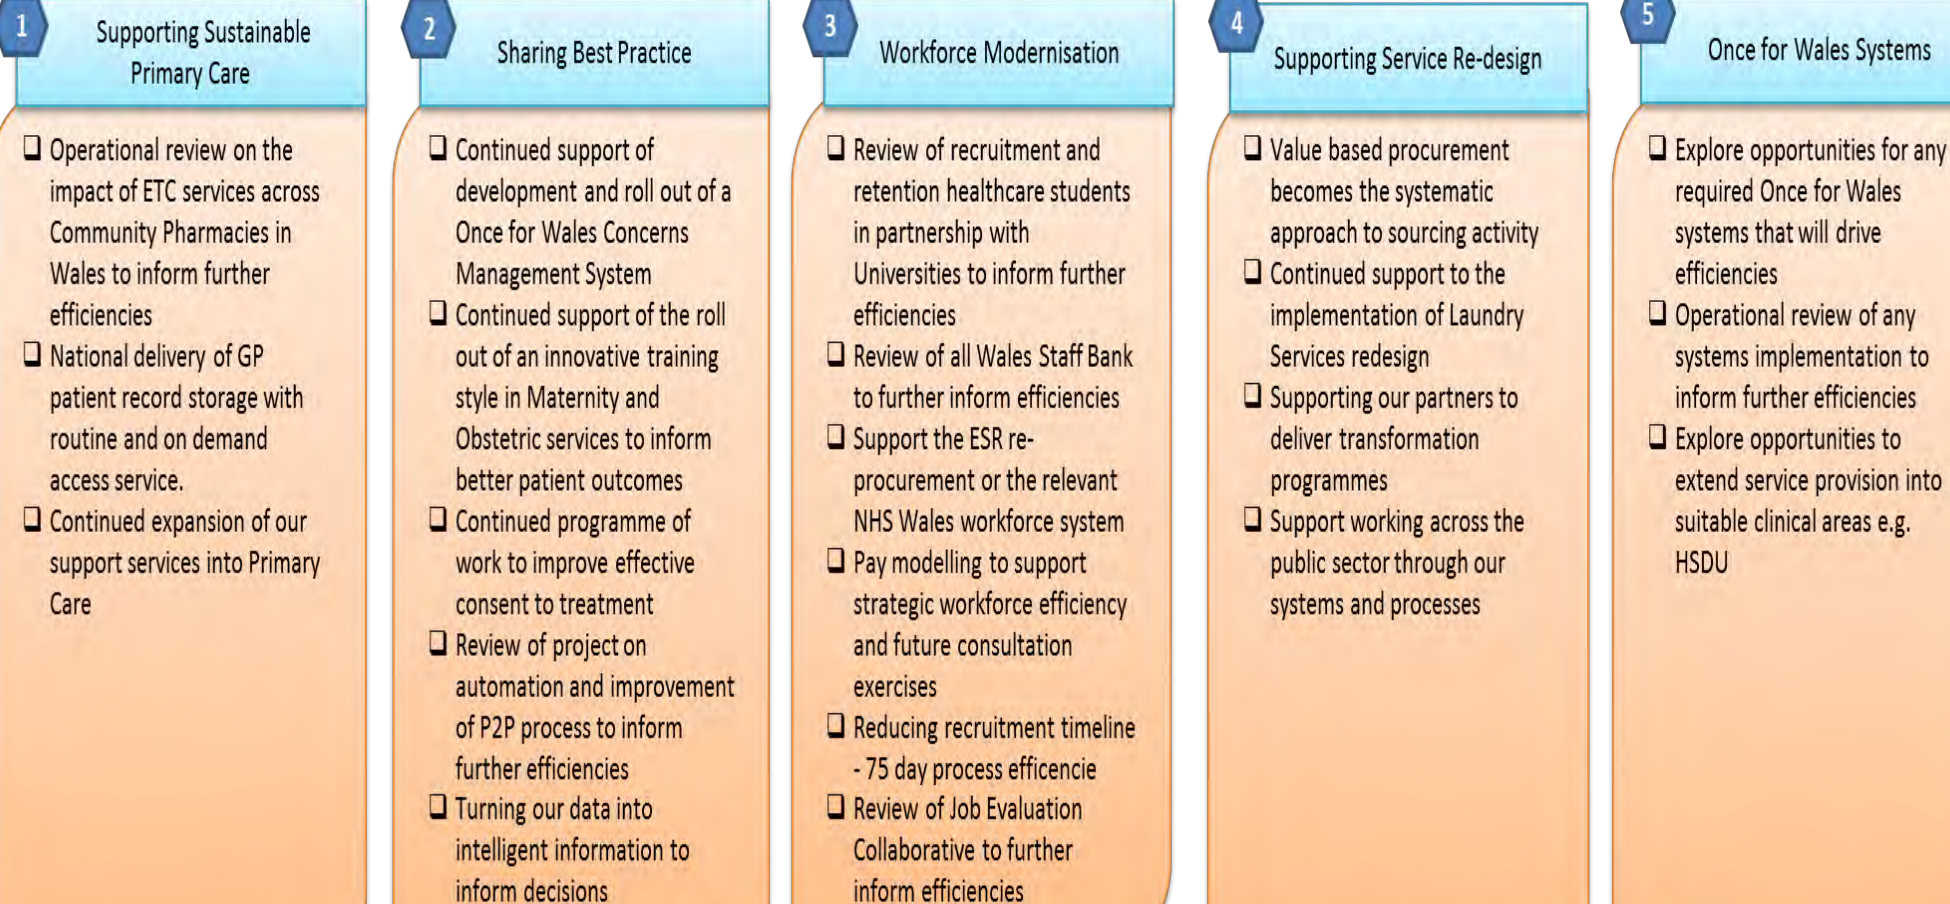 1
Supporting Sustainable
Primary Care
❑ Operational review on the
impact of ETC services across
Community Pharmacies in
Wales to inform further
efficiencies
❑ National delivery of GP
patient record storage with
routine and on demand
access service.
❑ Continued expansion of our
support services into Primary
Care
2
Sharing Best Practice
❑ Continued support of
development and roll out of a
Once for Wales Concerns
Management System
❑ Continued support of the roll
out of an innovative training
style in Maternity and
Obstetric services to inform
better patient outcomes
❑ Continued programme of
work to improve effective
consent to treatment
❑ Review of project on
automation and improvement
of P2P process to inform
further efficiencies
❑ Turning our data into
intelligent information to
inform decisions
3
Workforce Modernisation
❑ Review of recruitment and
retention healthcare students
in partnership with
Universities to inform further
efficiencies
❑ Review of all Wales Staff Bank
to further inform efficiencies
❑ Support the ESR re-
procurement or the relevant
NHS Wales workforce system
❑ Pay modelling to support
strategic workforce efficiency
and future consultation
exercises
❑ Reducing recruitment timeline
- 75 day process efficencie
❑ Review of Job Evaluation
Collaborative to further
inform efficiencies
4
Supporting Service Re-design
❑ Value based procurement
becomes the systematic
approach to sourcing activity
❑ Continued support to the
implementation of Laundry
Services redesign
❑ Supporting our partners to
deliver transformation
programmes
❑ Support working across the
public sector through our
systems and processes
5
Once for Wales Systems
❑ Explore opportunities for any
required Once for Wales
systems that will drive
efficiencies
❑ Operational review of any
systems implementation to
inform further efficiencies
❑ Explore opportunities to
extend service provision into
suitable clinical areas e.g.
HSDU